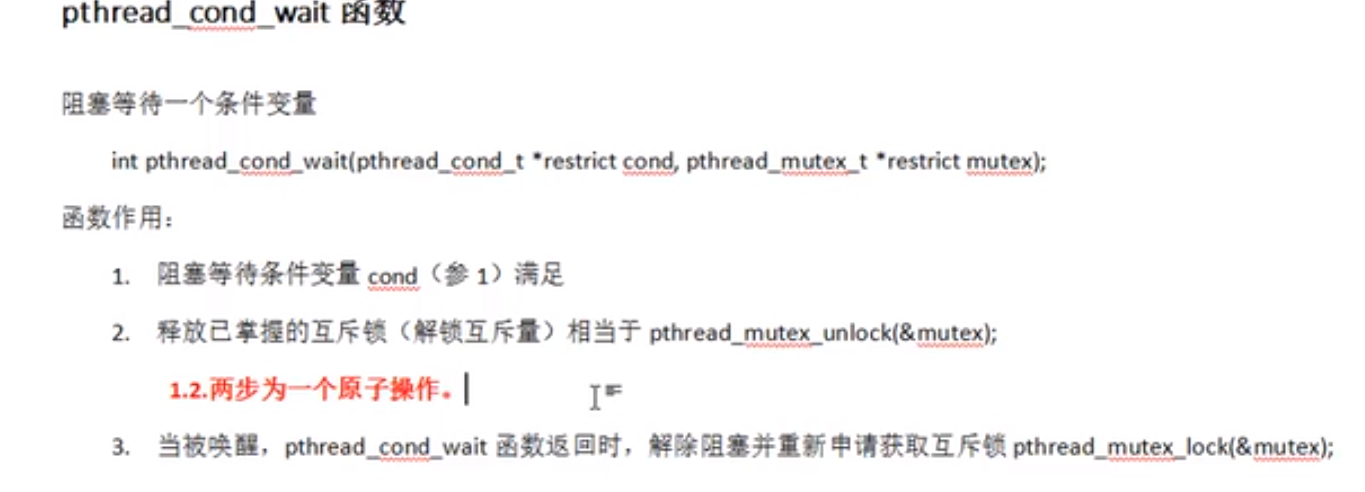 pthread_cond_wait 函数
阻塞等待一个条件变量
int pthread_cond_wait(pthread_cond_t *restrict cond, pthread_mutex_t *restrict mutex);
函数作用：
1. 阻塞等待条件变量 cond（参 1）满足
2. 释放已掌握的互斥锁（解锁互斥量）相当于 pthread_mutex_unlock(&mutex);
1.2.两步为一个原子操作。
3. 当被唤醒，pthread_cond_wait 函数返回时，解除阻塞并重新申请获取互斥锁 pthread_mutex_lock(&mutex);